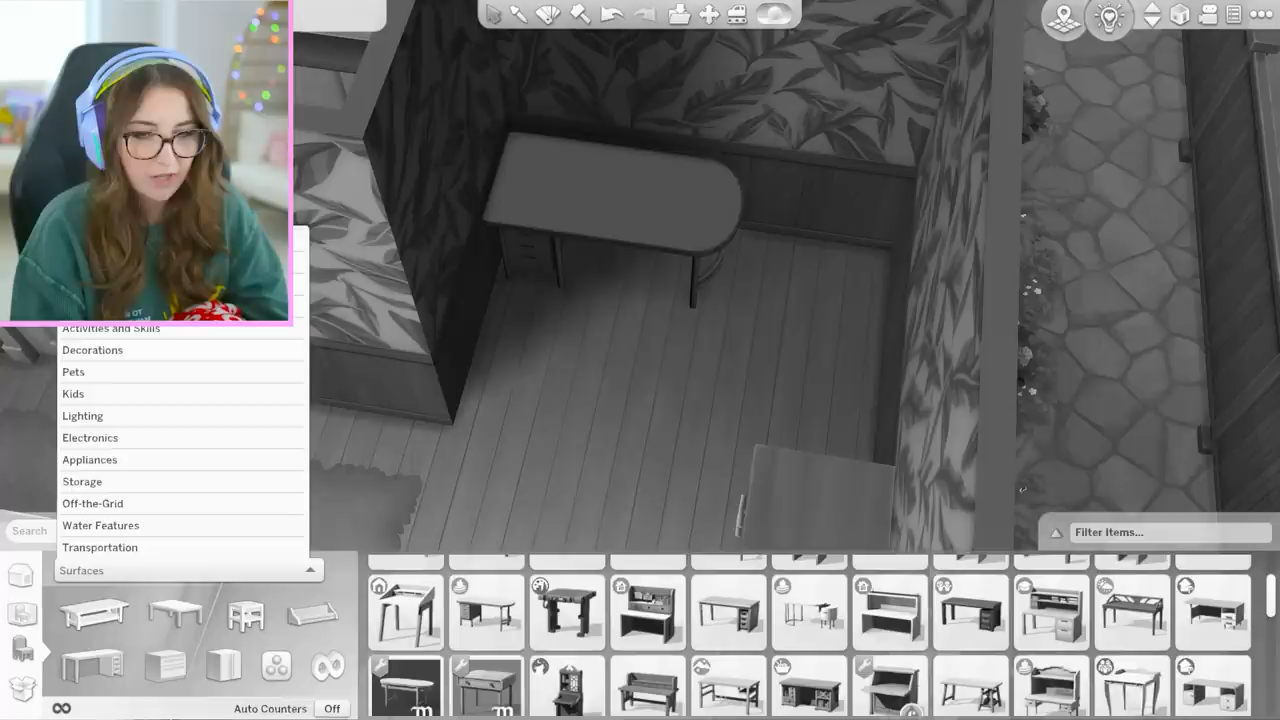 Activities and Skills
Decorations
Pets
Kids
Lighting
Electronics
Appliances
Storage
Off-the-Grid
Water Features
Transportation
Search
Surfaces
Filter Items...
Auto Counters Off